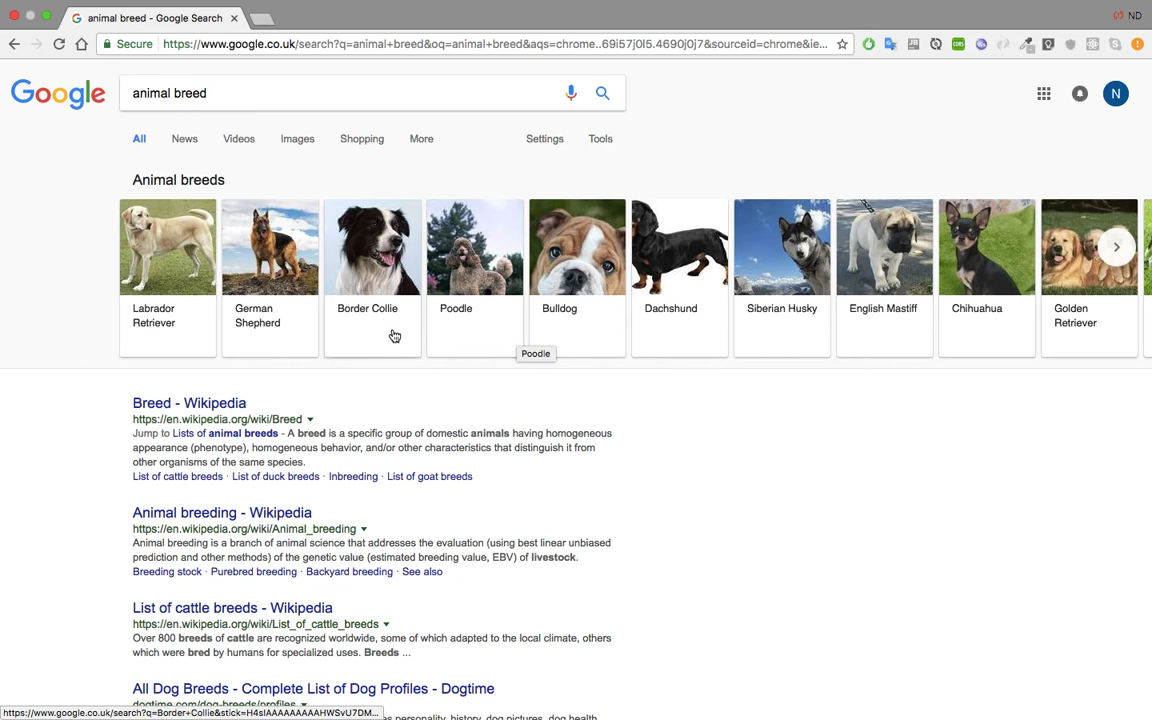 animal breed - Google Search
ND
Secure https://www.google.co.uk/search?q=animal+breed&oq=animal+breed&aqs=chrome..69i57j0l5.4690j0j7&sourceid=chrome&ie...
Google
animal breed
N
All News Videos Images Shopping More Settings Tools
Animal breeds
Labrador Retriever
German Shepherd
Border Collie
Poodle
Bulldog
Dachshund
Siberian Husky
English Mastiff
Chihuahua
Golden Retriever
Poodle
Breed - Wikipedia
https://en.wikipedia.org/wiki/Breed
Jump to Lists of animal breeds - A breed is a specific group of domestic animals having homogeneous
appearance (phenotype), homogeneous behavior, and/or other characteristics that distinguish it from
other organisms of the same species.
List of cattle breeds · List of duck breeds · Inbreeding · List of goat breeds
Animal breeding - Wikipedia
https://en.wikipedia.org/wiki/Animal_breeding
Animal breeding is a branch of animal science that addresses the evaluation (using best linear unbiased
prediction and other methods) of the genetic value (estimated breeding value, EBV) of livestock.
Breeding stock · Purebred breeding · Backyard breeding · See also
List of cattle breeds - Wikipedia
https://en.wikipedia.org/wiki/List_of_cattle_breeds
Over 800 breeds of cattle are recognized worldwide, some of which adapted to the local climate, others
which were bred by humans for specialized uses. Breeds ...
All Dog Breeds - Complete List of Dog Profiles - Dogtime
dogtime.com/dog-breeds/profiles
personality, history, dog pictures, dog health
https://www.google.co.uk/search?q=Border+Collie&stick=H4sIAAAAAAAAAHWSvU7DM...